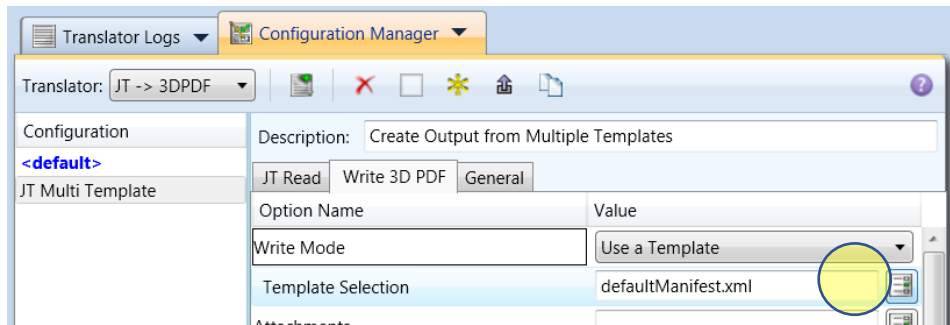 Translator Logs Configuration Manager
Translator: JT -> 3DPDF ?
Configuration Description: Create Output from Multiple Templates
<default>
JT Read Write 3D PDF General
JT Multi Template
Option Name Value
Write Mode Use a Template
Template Selection defaultManifest.xml
Attachments